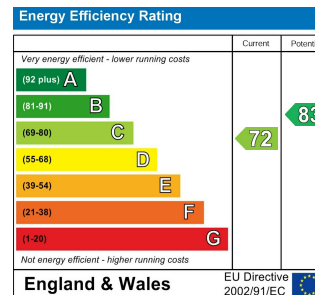 Energy Efficiency Rating
Current Potent
Very energy efficient - lower running costs
(92 plus) A
(81-91) B
83
(69-80) C
72
(55-68) D
(39-54) E
(21-38) F
(1-20) G
Not energy efficient - higher running costs
England & Wales
EU Directive
2002/91/EC